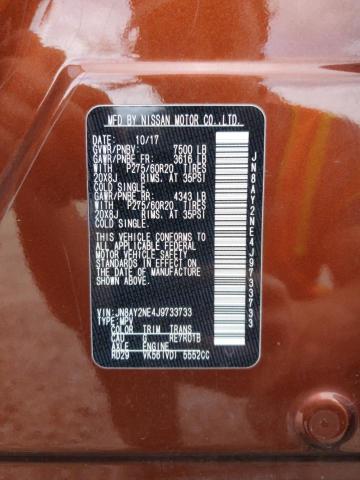 MFD BY NISSAN MOTOR CO.,LTD.
DATE: 10/17
GVWR/PNBV: 7500 LB
GAWR/PNBE FR: 3616 LB
WITH P275/60R20 TIRES
20X8J RIMS. AT 35PSI
COLD SINGLE.
GAWR/PNBE RR: 4343 LB
WITH P275/60R20 TIRES
20X8J RIMS. AT 35PSI
COLD SINGLE.
THIS VEHICLE CONFORMS TO
ALL APPLICABLE FEDERAL
MOTOR VEHICLE SAFETY
STANDARDS IN EFFECT ON
THE DATE OF MANUFACTURE
SHOWN ABOVE.
VIN: JN8AY2NE4J9733733
TYPE: MPV
COLOR TRIM TRANS
CAU G RE7R01B
AXLE ENGINE
RD29 VK56(VD) 5552CC
JN8AY2NE4J9733733